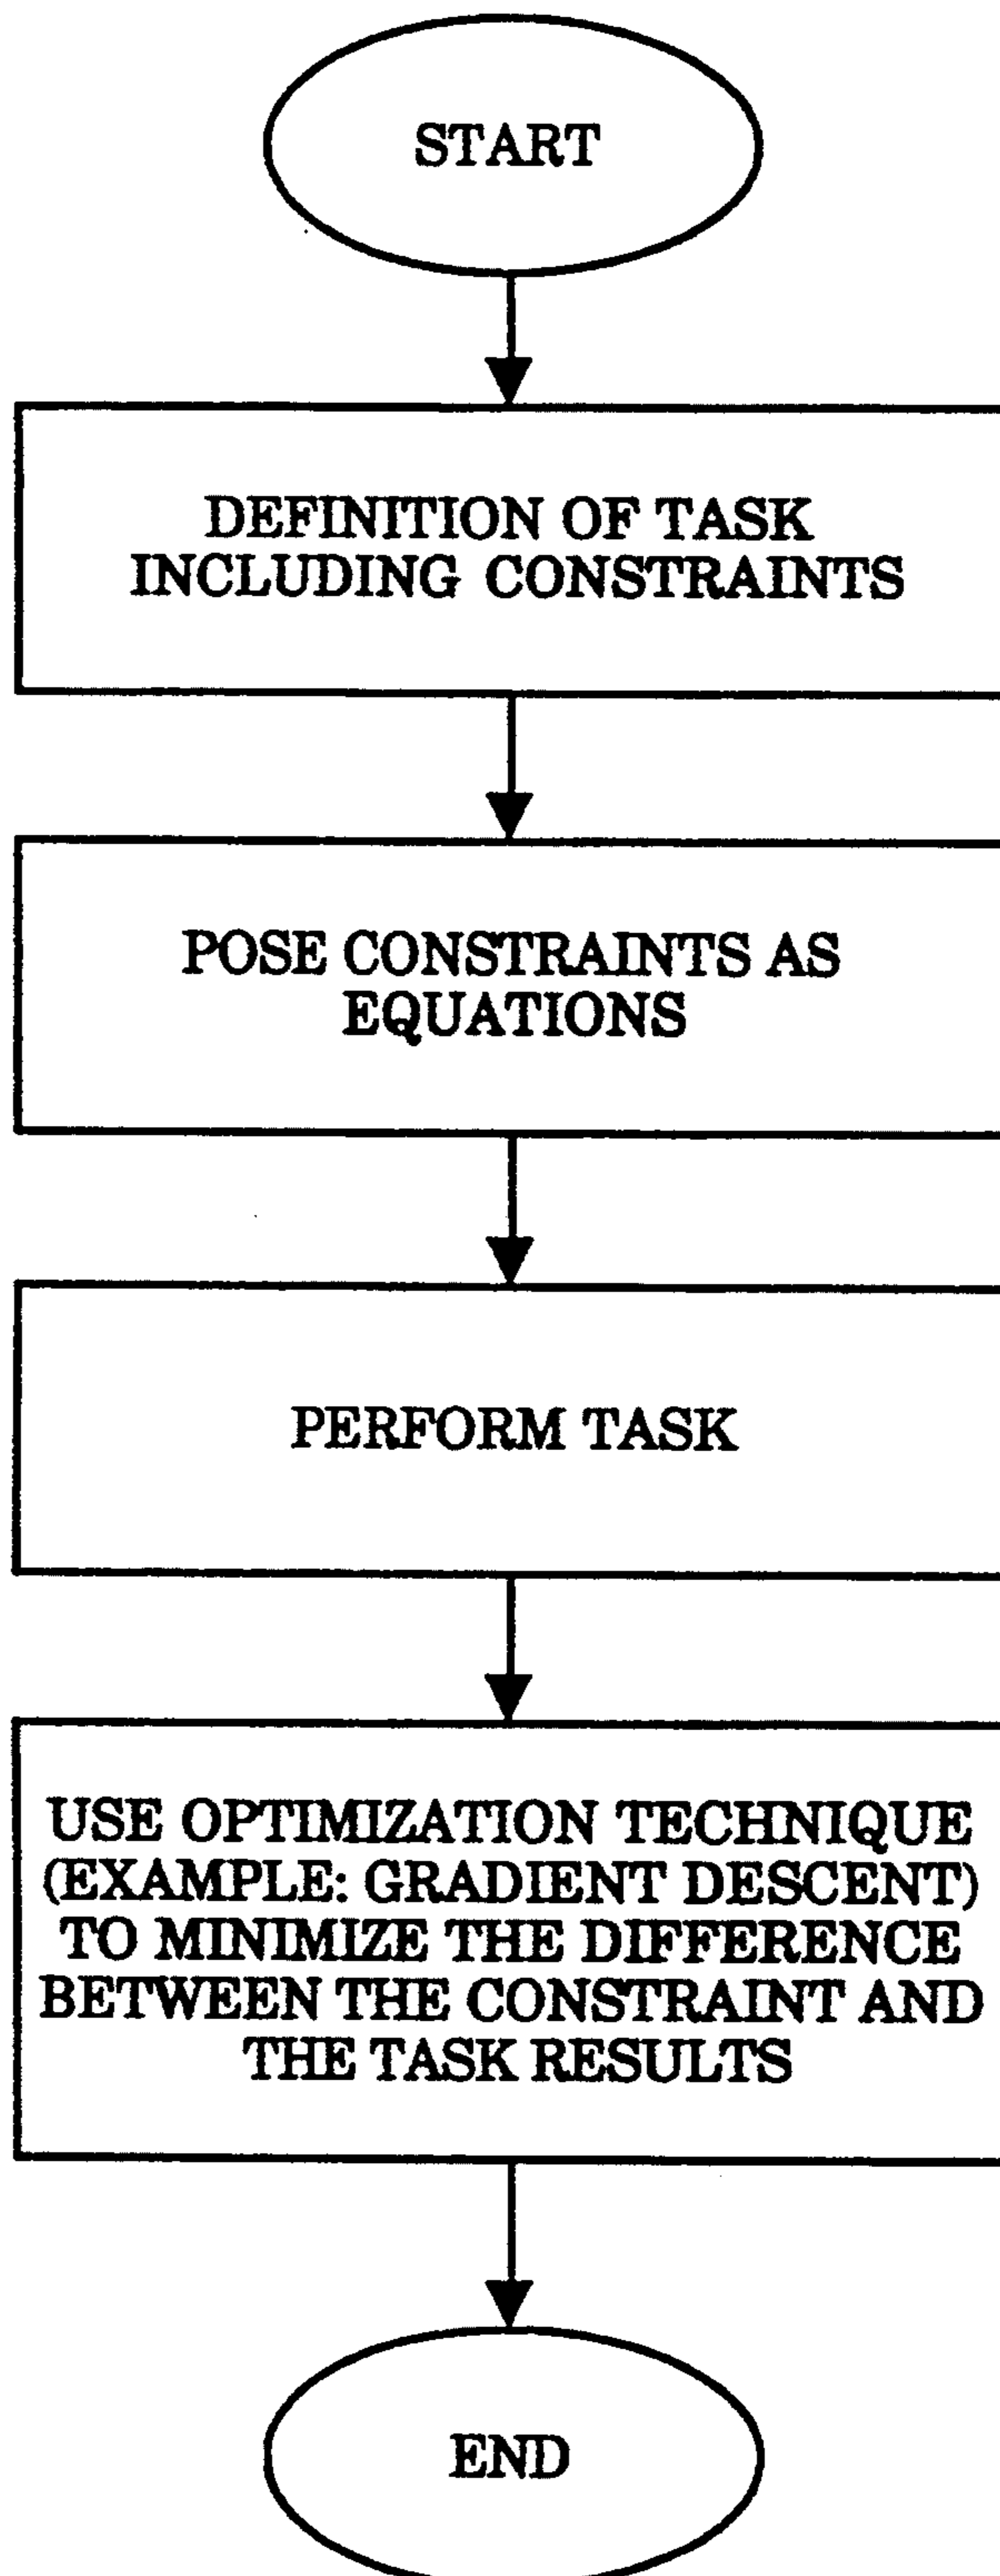 START
DEFINITION OF TASK
INCLUDING CONSTRAINTS
POSE CONSTRAINTS AS
EQUATIONS
PERFORM TASK
USE OPTIMIZATION TECHNIQUE
(EXAMPLE: GRADIENT DESCENT)
TO MINIMIZE THE DIFFERENCE
BETWEEN THE CONSTRAINT AND
THE TASK RESULTS
END